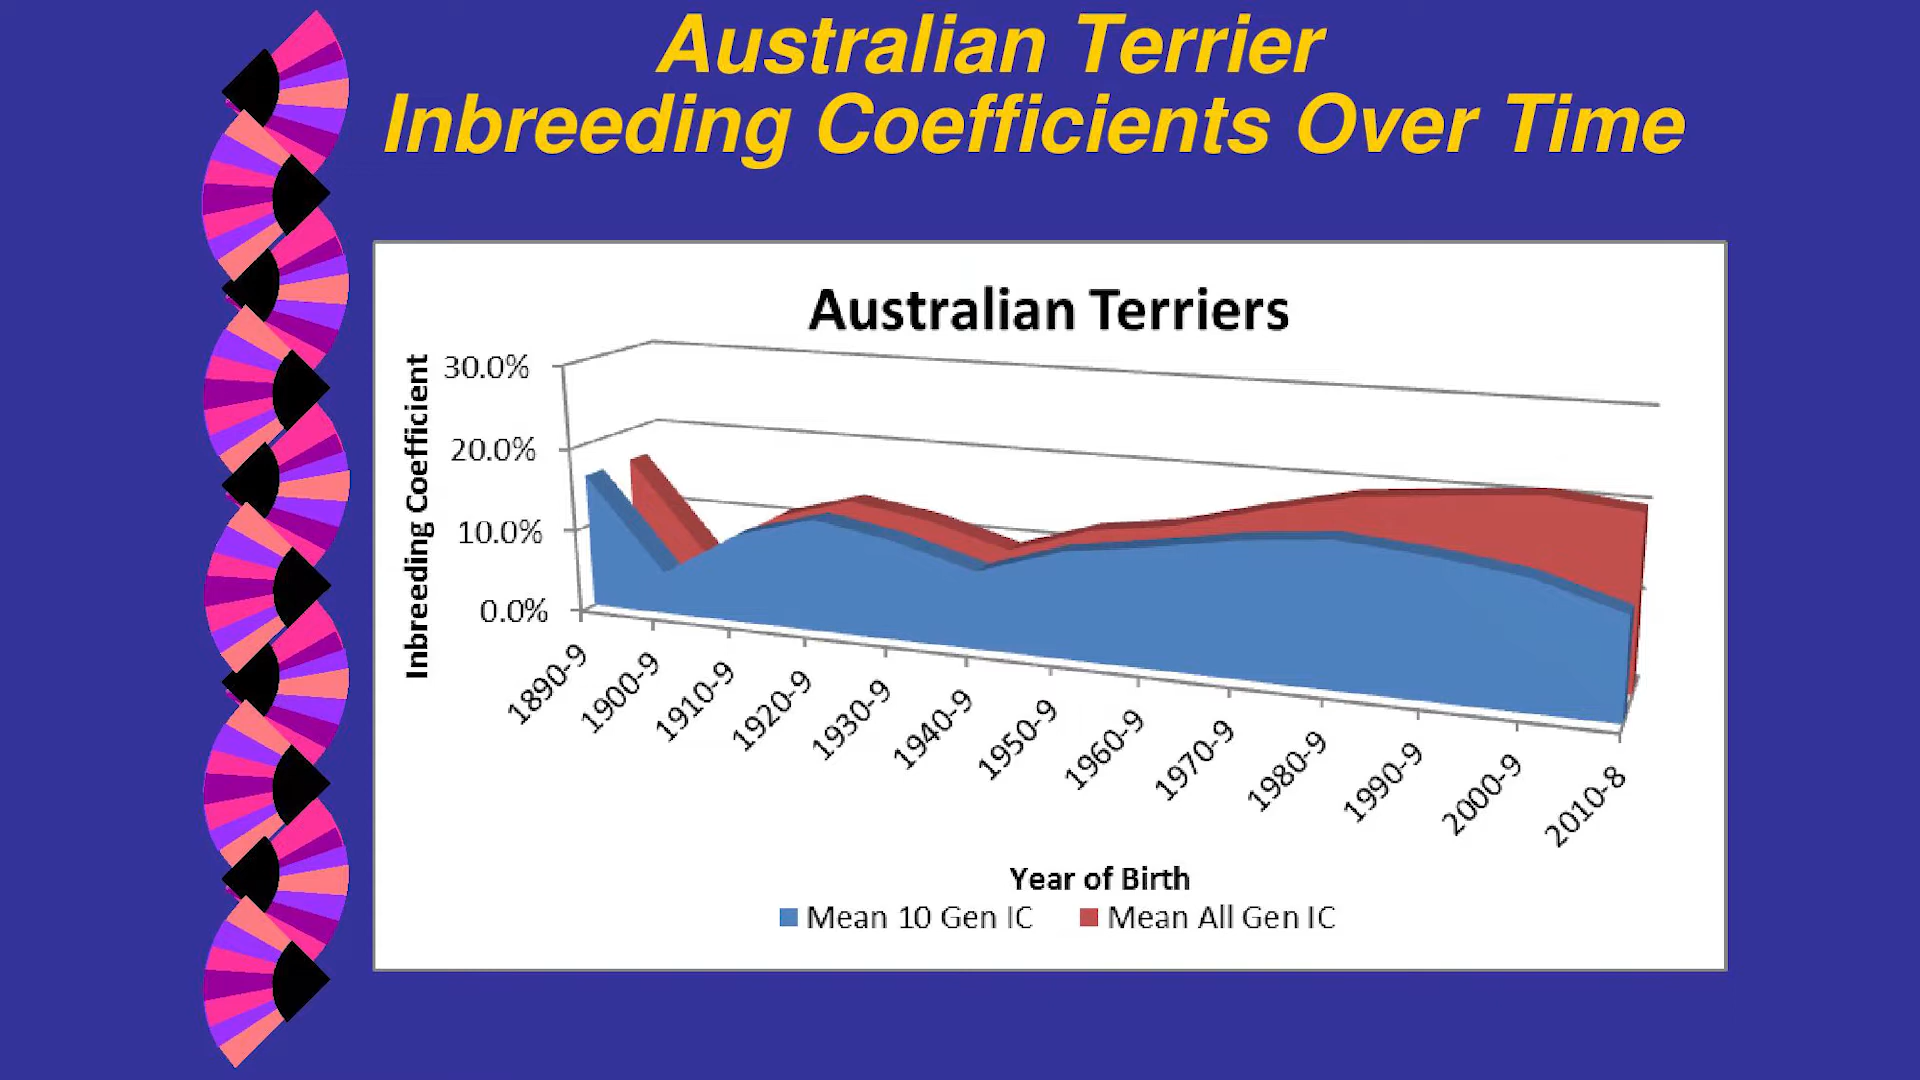 Australian Terrier
Inbreeding Coefficients Over Time
Australian Terriers
Inbreeding Coefficient
30.0%
20.0%
10.0%
0.0%
1890-9
1900-9
1910-9
1920-9
1930-9
1940-9
1950-9
1960-9
1970-9
1980-9
1990-9
2000-9
2010-8
Year of Birth
Mean 10 Gen IC
Mean All Gen IC